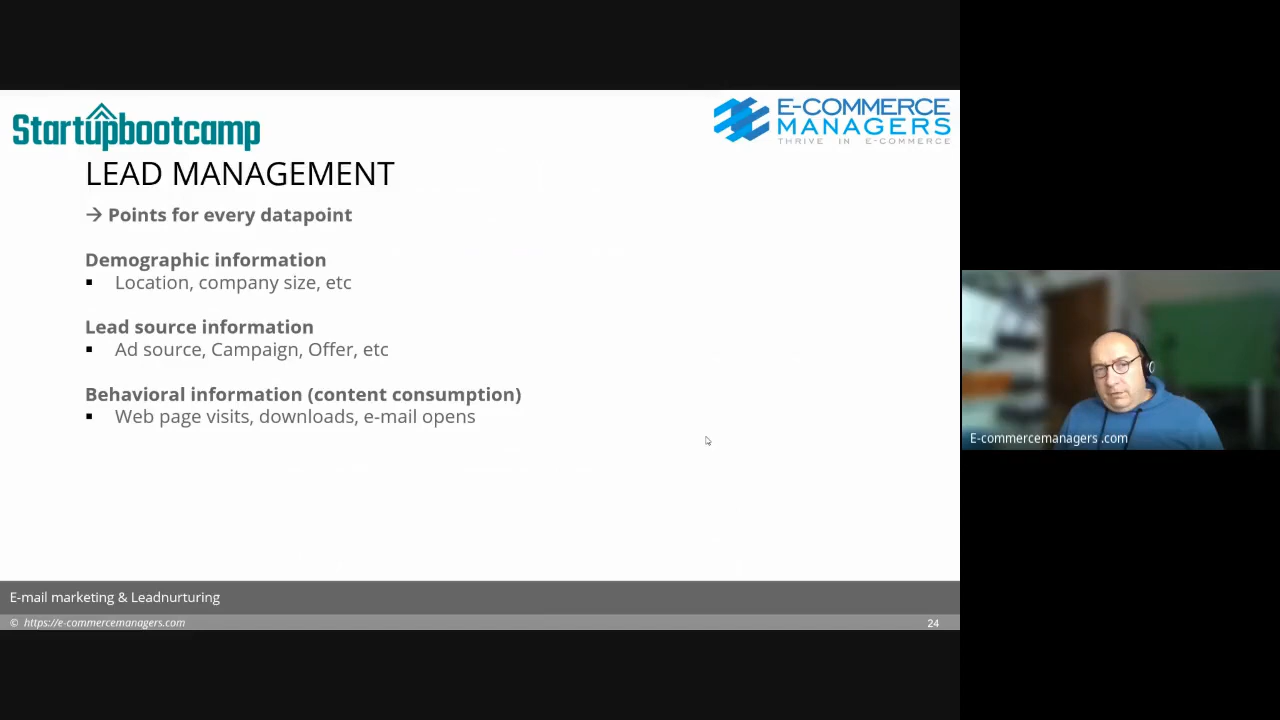 Startupbootcamp
E-COMMERCE
MANAGERS
THRIVE IN E-COMMERCE
LEAD MANAGEMENT
→ Points for every datapoint
Demographic information
▪ Location, company size, etc
Lead source information
▪ Ad source, Campaign, Offer, etc
Behavioral information (content consumption)
▪ Web page visits, downloads, e-mail opens
E-commercemanagers .com
E-mail marketing & Leadnurturing
© https://e-commercemanagers.com
24